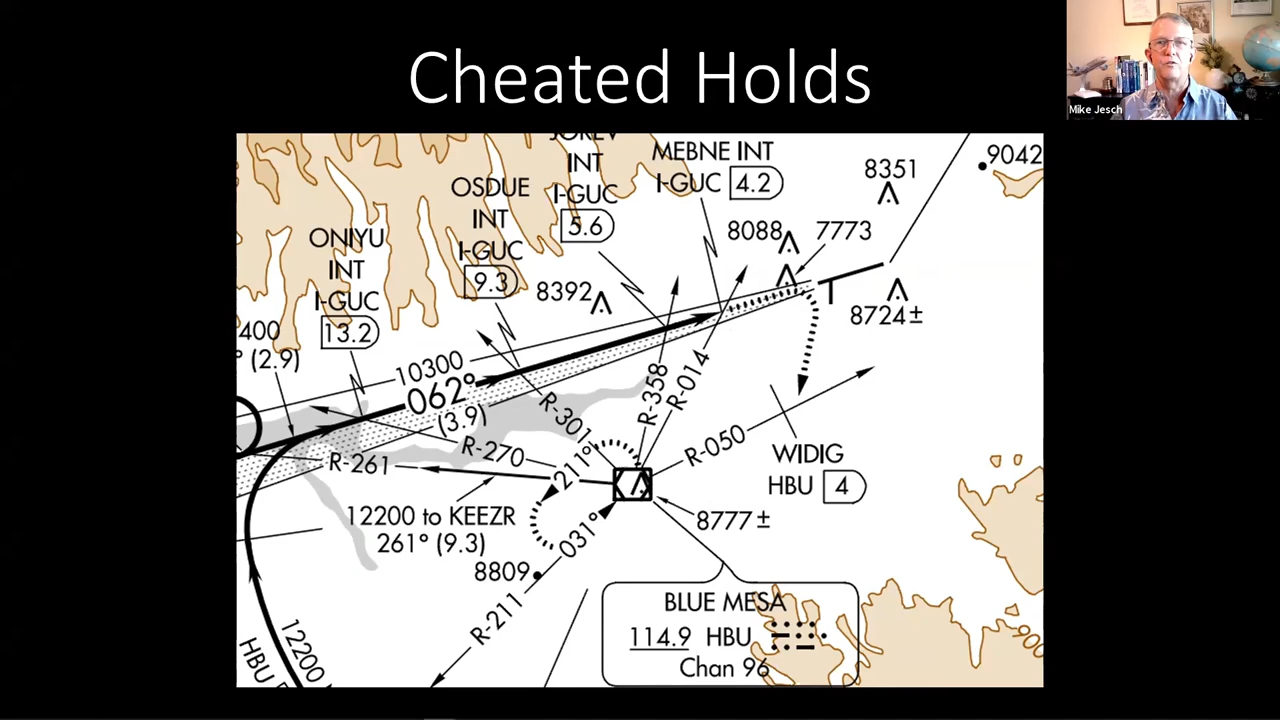 Cheated Holds
Mike Jesch
INT
I-GUC
5.6
MEBNE INT
I-GUC 4.2
OSDUE
INT
I-GUC
9.3
ONIYU
INT
I-GUC
13.2
8351
9042
8088
7773
8392
8724±
400
° (2.9)
10300
062°
(3.9)
R-301
R-358
R-014
R-050
R-270
R-261
211°
031°
WIDIG
HBU 4
12200 to KEEZR
261° (9.3)
8777±
8809
R-211
BLUE MESA
114.9 HBU
Chan 96
12200
HBU
900